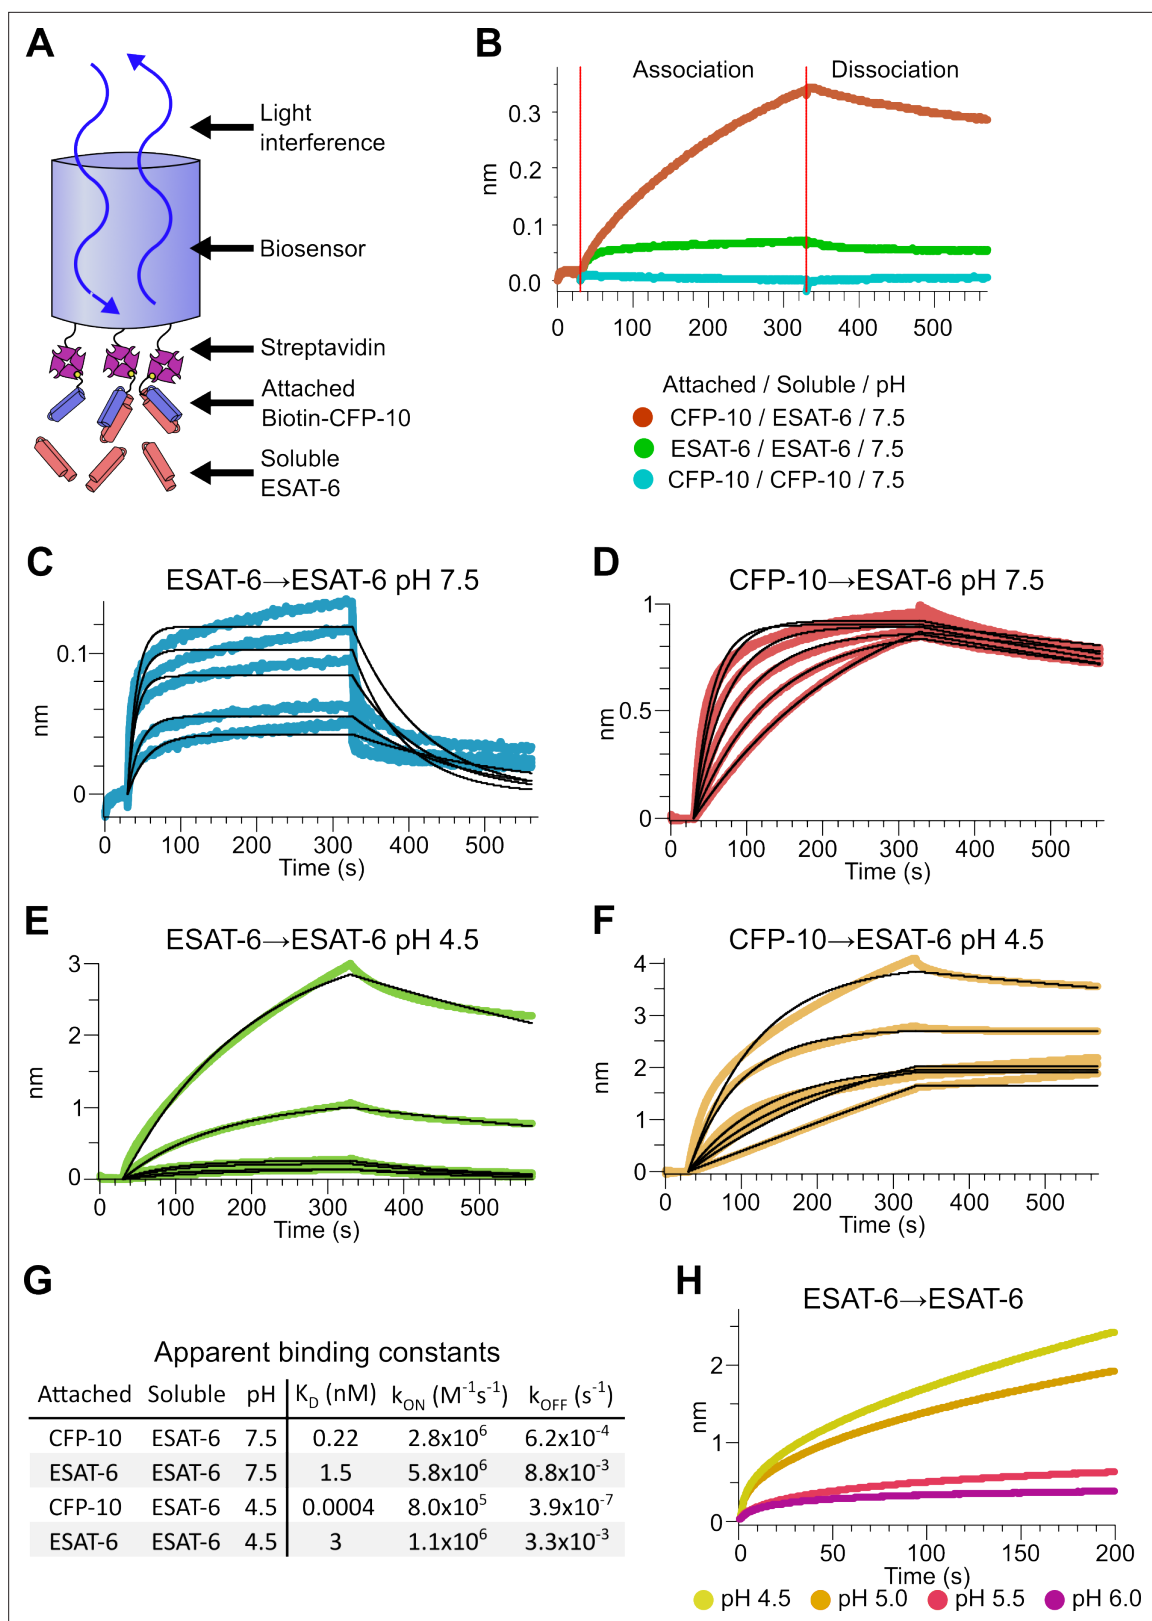 A
Light
interference
Biosensor
Streptavidin
Attached
Biotin-CFP-10
Soluble
ESAT-6
B
Association Dissociation
nm
0.3
0.2
0.1
0.0
0 100 200 300 400 500
Attached / Soluble / pH
CFP-10 / ESAT-6 / 7.5
ESAT-6 / ESAT-6 / 7.5
CFP-10 / CFP-10 / 7.5
C
ESAT-6→ESAT-6 pH 7.5
nm
0.1
0
0 100 200 300 400 500
Time (s)
D
CFP-10→ESAT-6 pH 7.5
nm
1
0.5
0
0 100 200 300 400 500
Time (s)
E
ESAT-6→ESAT-6 pH 4.5
nm
3
2
1
0
0 100 200 300 400 500
Time (s)
F
CFP-10→ESAT-6 pH 4.5
nm
4
3
2
1
0
0 100 200 300 400 500
Time (s)
G
Apparent binding constants
Attached Soluble pH K_D (nM) k_ON (M⁻¹s⁻¹) k_OFF (s⁻¹)
CFP-10 ESAT-6 7.5 0.22 2.8x10⁶ 6.2x10⁻⁴
ESAT-6 ESAT-6 7.5 1.5 5.8x10⁶ 8.8x10⁻³
CFP-10 ESAT-6 4.5 0.0004 8.0x10⁵ 3.9x10⁻⁷
ESAT-6 ESAT-6 4.5 3 1.1x10⁶ 3.3x10⁻³
H
ESAT-6→ESAT-6
nm
2
1
0
0 50 100 150 200
Time (s)
pH 4.5 pH 5.0 pH 5.5 pH 6.0